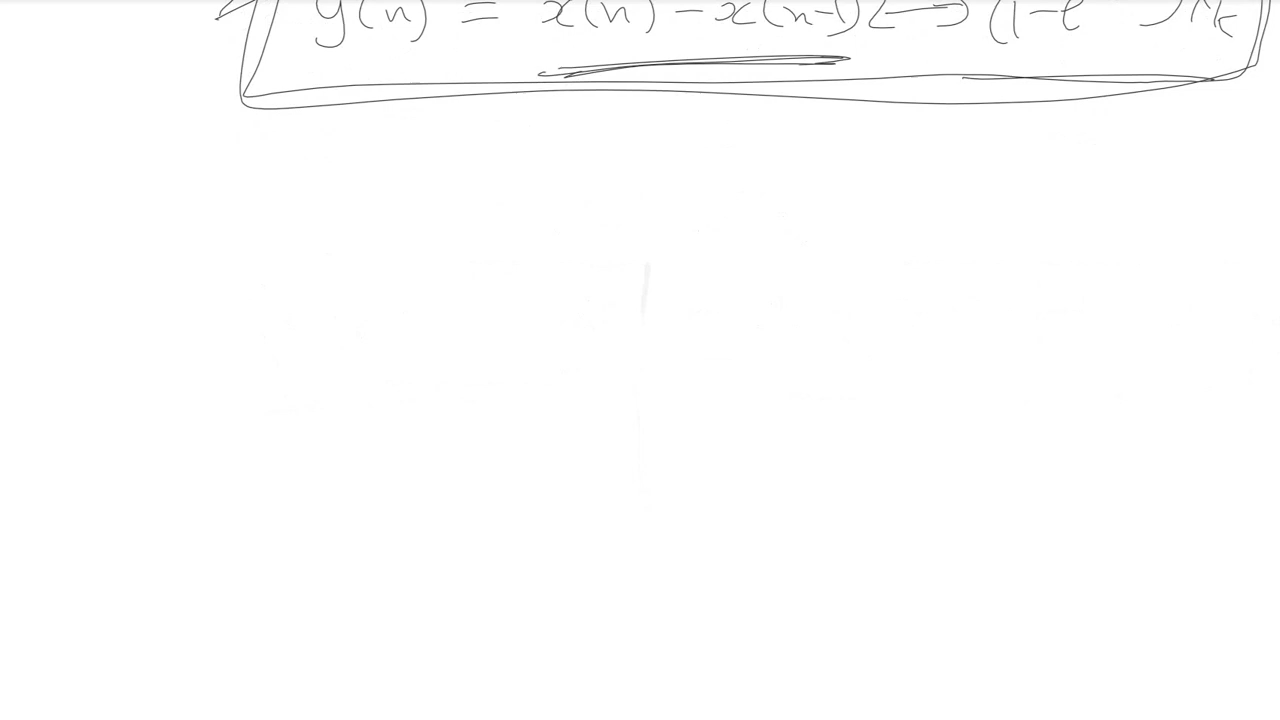 y(n) = x(n) - x(n-1) ⟷ (1-e )